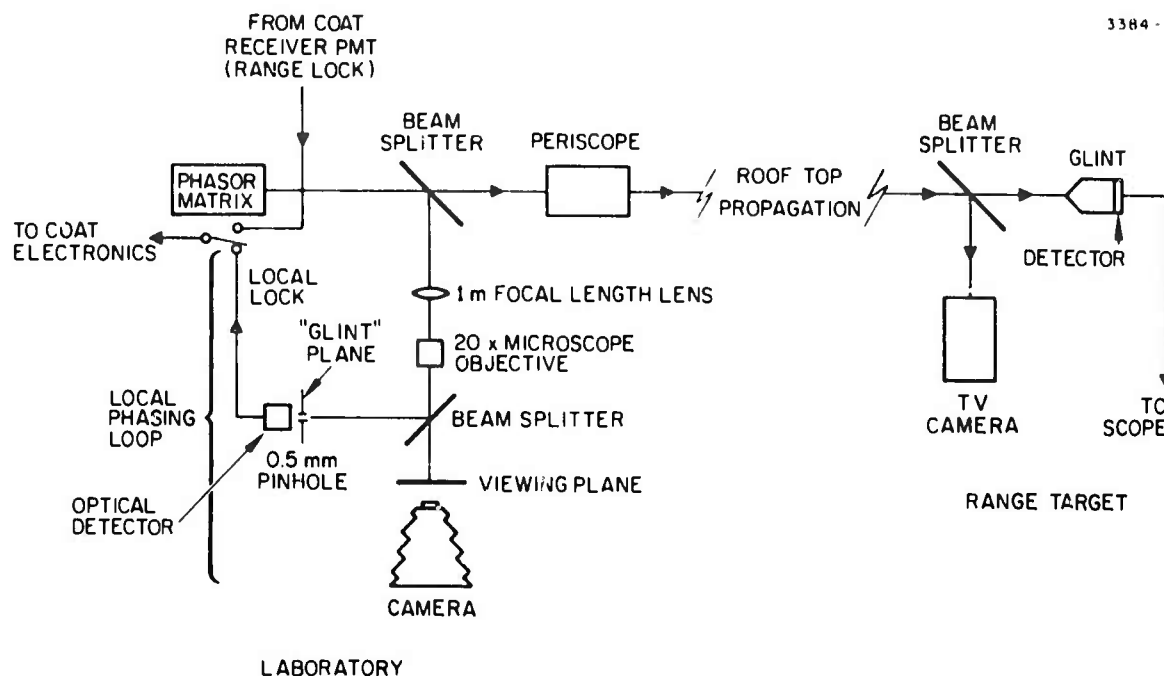 3384 -
FROM COAT
RECEIVER PMT
(RANGE LOCK)
BEAM
SPLITTER
PERISCOPE
BEAM
SPLITTER
GLINT
PHASOR
MATRIX
ROOF TOP
PROPAGATION
TO COAT
ELECTRONICS
DETECTOR
LOCAL
LOCK
1 m FOCAL LENGTH LENS
"GLINT"
PLANE
20 x MICROSCOPE
OBJECTIVE
LOCAL
PHASING
LOOP
BEAM SPLITTER
TV
CAMERA
TO
SCOPE
0.5 mm
PINHOLE
VIEWING PLANE
OPTICAL
DETECTOR
RANGE TARGET
CAMERA
LABORATORY